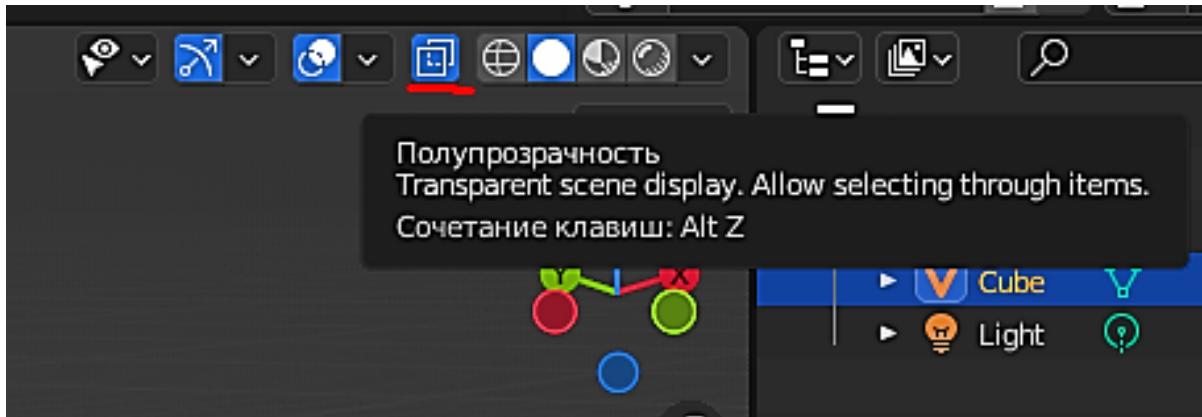 Полупрозрачность
Transparent scene display. Allow selecting through items.
Сочетание клавиш: Alt Z
Y
X
Cube
Light